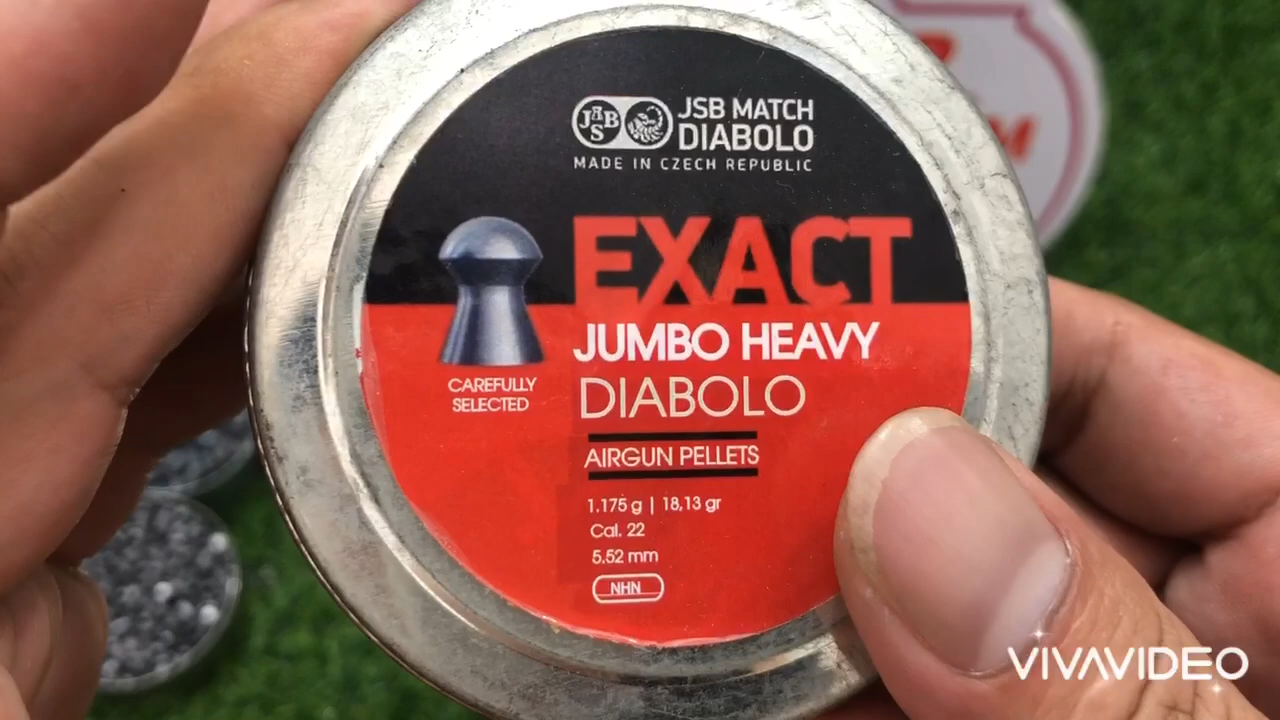 JSB
JSB MATCH
DIABOLO
MADE IN CZECH REPUBLIC
EXACT
JUMBO HEAVY
DIABOLO
CAREFULLY
SELECTED
AIRGUN PELLETS
1.175 g | 18,13 gr
Cal. 22
5.52 mm
NHN
VIVAVIDEO